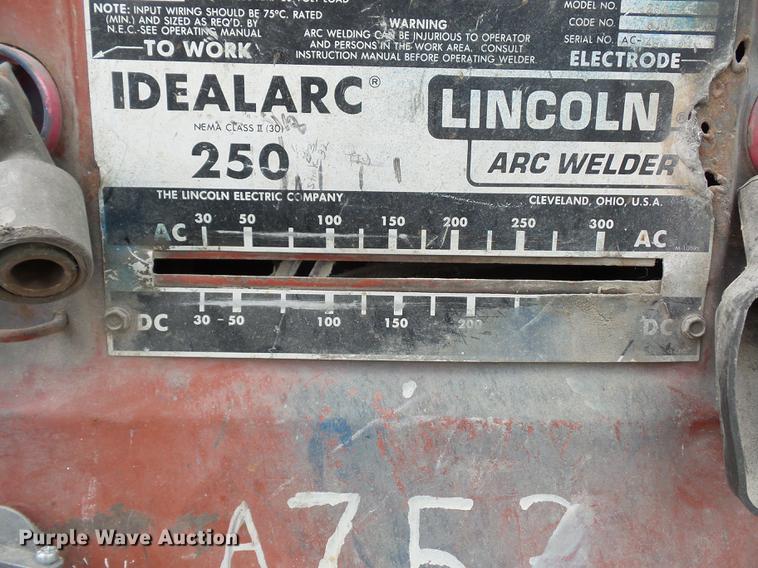 NOTE: INPUT WIRING SHOULD BE 75°C. RATED
(MIN.) AND SIZED AS REQ'D. BY
N.E.C.-SEE OPERATING MANUAL
TO WORK
WARNING
ARC WELDING CAN BE INJURIOUS TO OPERATOR
AND PERSONS IN THE WORK AREA. CONSULT
INSTRUCTION MANUAL BEFORE OPERATING WELDER.
MODEL NO.
CODE NO.
SERIAL NO. AC-
ELECTRODE
IDEALARC®
NEMA CLASS II (30)
250
LINCOLN®
ARC WELDER
THE LINCOLN ELECTRIC COMPANY
CLEVELAND, OHIO, U.S.A.
30 50 100 150 200 250 300
AC AC
DC DC
30 - 50 100 150 200
A752
Purple Wave Auction